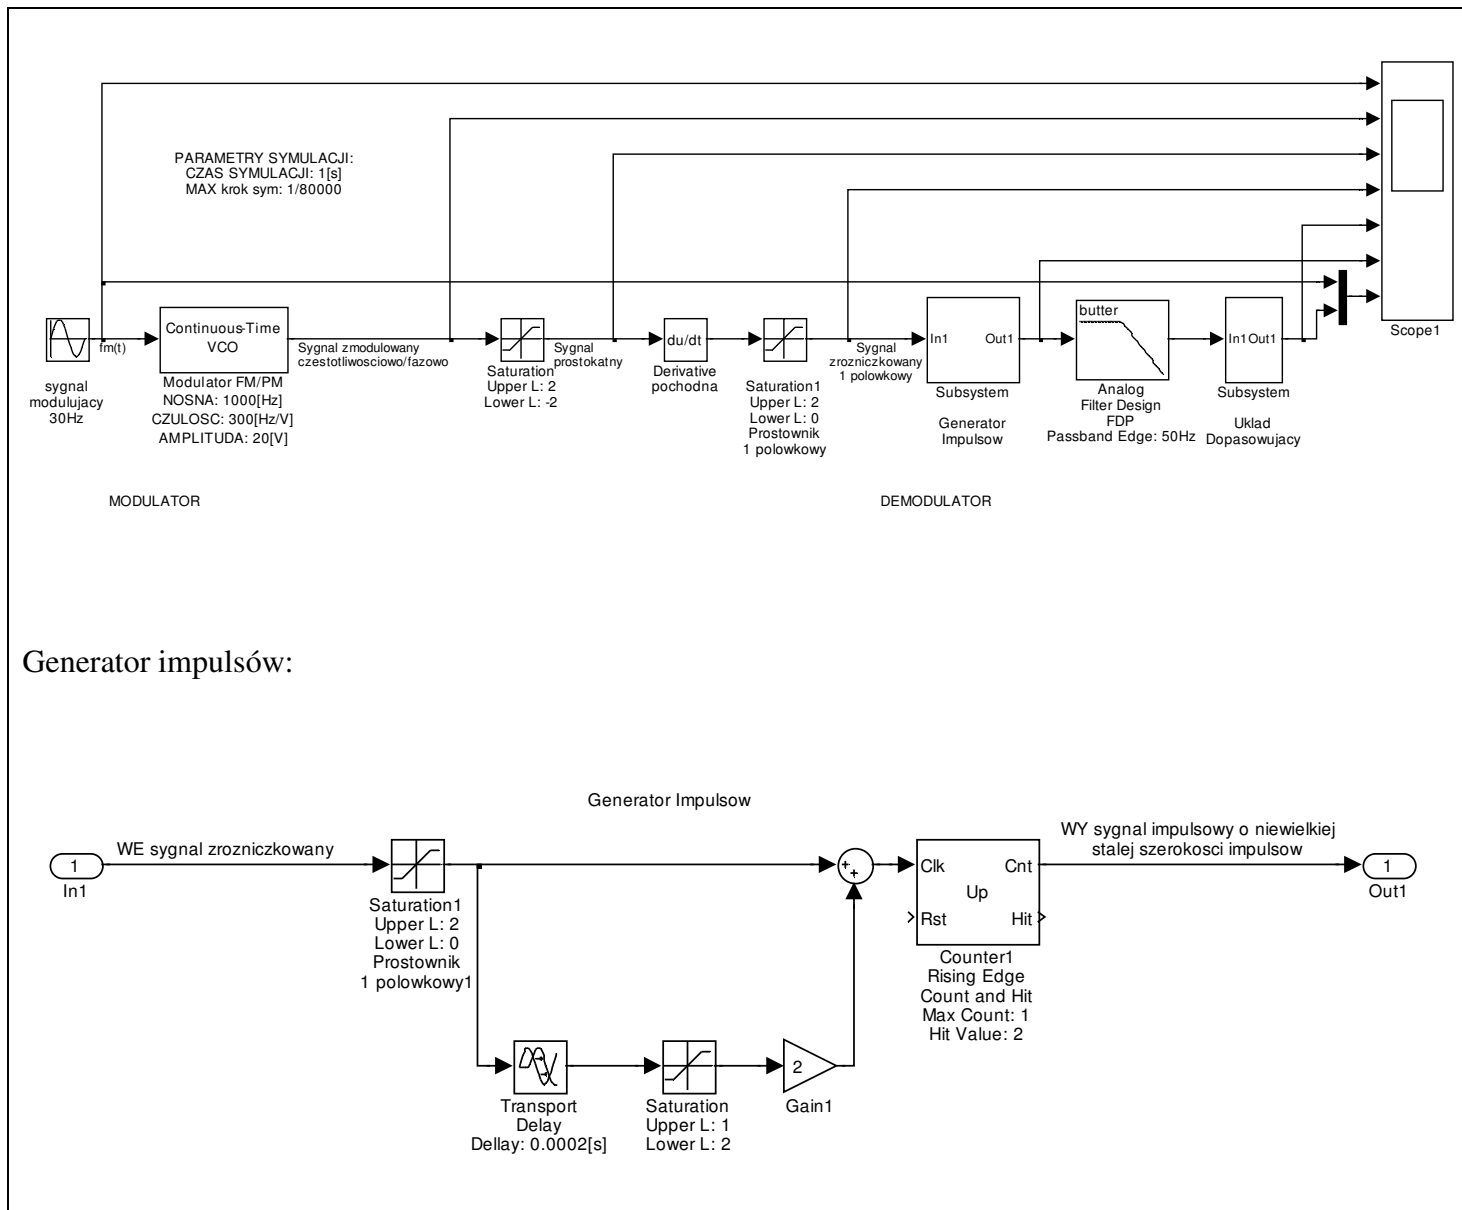 PARAMETRY SYMULACJI:
CZAS SYMULACJI: 1[s]
MAX krok sym: 1/80000
Scope1
fm(t)
sygnal
modulujacy
30Hz
Continuous-Time
VCO
Modulator FM/PM
NOSNA: 1000[Hz]
CZULOSC: 300[Hz/V]
AMPLITUDA: 20[V]
Sygnal zmodulowany
czestotliwosciowo/fazowo
Saturation
Upper L: 2
Lower L: -2
Sygnal
prostokatny
du/dt
Derivative
pochodna
Saturation1
Upper L: 2
Lower L: 0
Prostownik
1 polowkowy
Sygnal
zrozniczkowany
1 polowkowy
In1 Out1
Subsystem
Generator
Impulsow
butter
Analog
Filter Design
FDP
Passband Edge: 50Hz
In1 Out1
Subsystem
Uklad
Dopasowujacy
MODULATOR
DEMODULATOR
Generator impulsów:
Generator Impulsow
1
In1
WE sygnal zrozniczkowany
Saturation1
Upper L: 2
Lower L: 0
Prostownik
1 polowkowy1
Transport
Delay
Dellay: 0.0002[s]
Saturation
Upper L: 1
Lower L: 2
2
Gain1
+
+
Clk Cnt
Up
Rst Hit
Counter1
Rising Edge
Count and Hit
Max Count: 1
Hit Value: 2
WY sygnal impulsowy o niewielkiej
stalej szerokosci impulsow
1
Out1